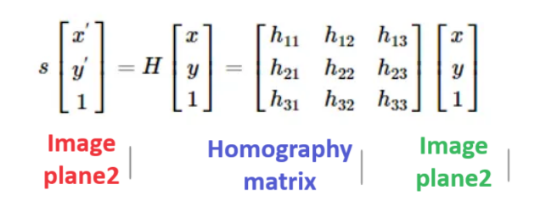 s [x' y' 1] = H [x y 1] = [h11 h12 h13 h21 h22 h23 h31 h32 h33] [x y 1]
Image plane2
Homography matrix
Image plane2